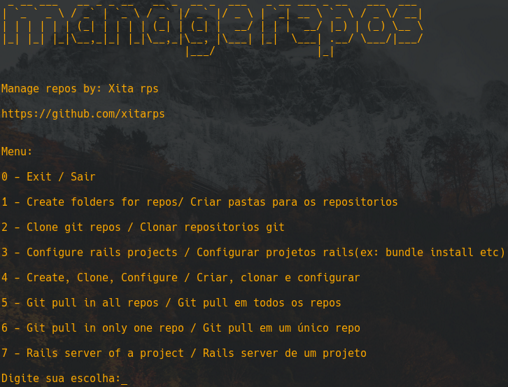 manage repos
Manage repos by: Xita rps
https://github.com/xitarps
Menu:
0 - Exit / Sair
1 - Create folders for repos/ Criar pastas para os repositorios
2 - Clone git repos / Clonar repositorios git
3 - Configure rails projects / Configurar projetos rails(ex: bundle install etc)
4 - Create, Clone, Configure / Criar, clonar e configurar
5 - Git pull in all repos / Git pull em todos os repos
6 - Git pull in only one repo / Git pull em um único repo
7 - Rails server of a project / Rails server de um projeto
Digite sua escolha:_